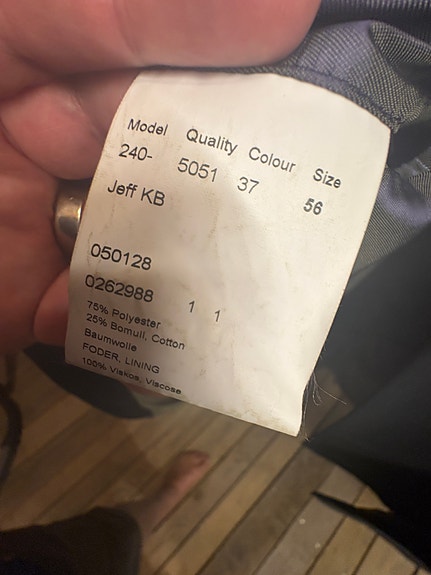 Model Quality Colour Size
240- 5051 37 56
Jeff KB
050128
0262988 1 1
75% Polyester
25% Bomull, Cotton
Baumwolle
FODER, LINING
100% Viskos, Viscose